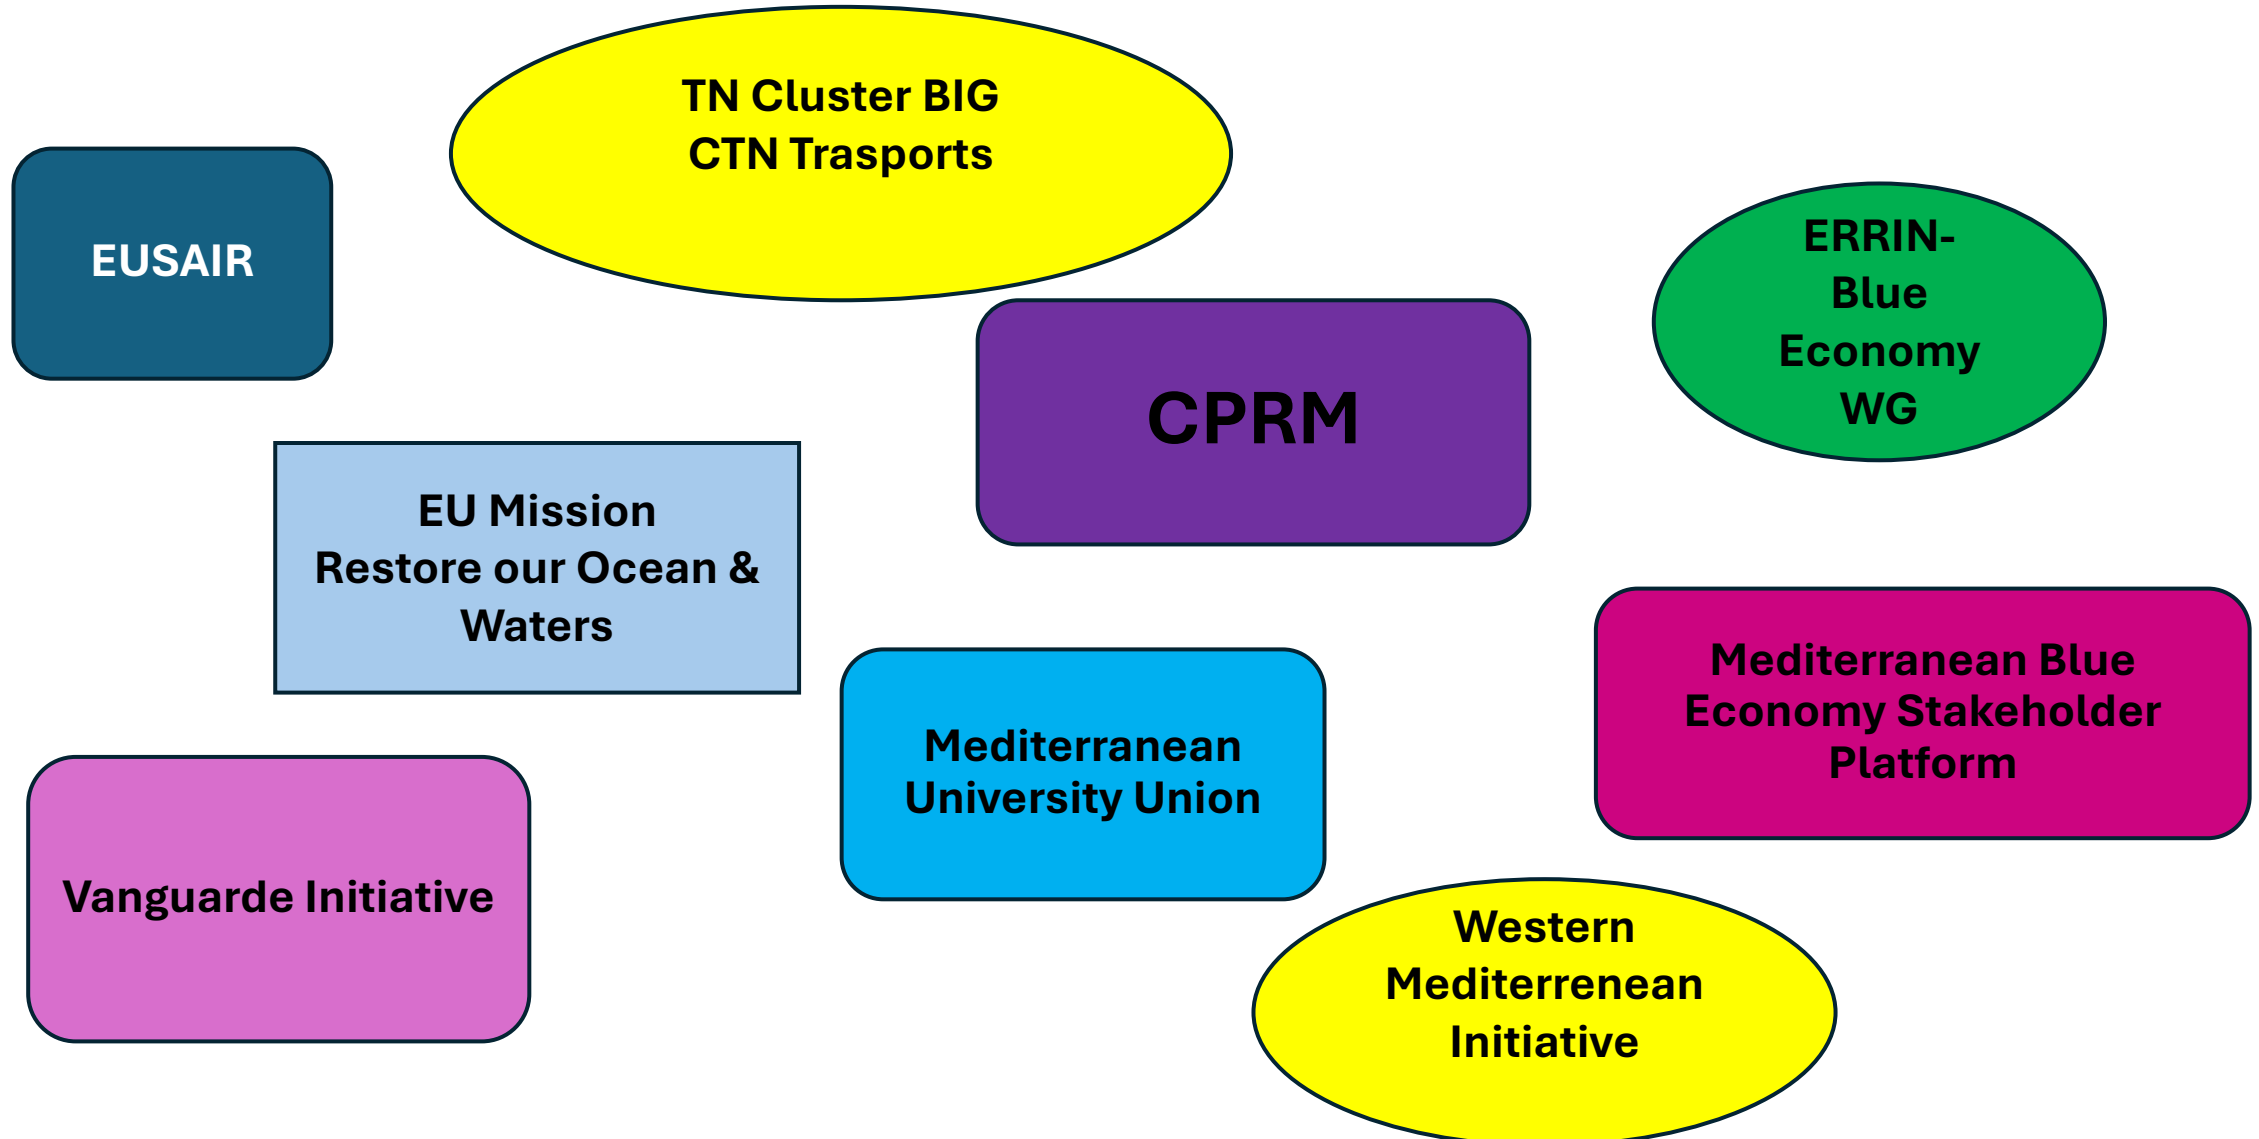 TN Cluster BIG
CTN Trasports
EUSAIR
ERRIN-
Blue
Economy
WG
CPRM
EU Mission
Restore our Ocean &
Waters
Mediterranean Blue
Economy Stakeholder
Platform
Mediterranean
University Union
Vanguarde Initiative
Western
Mediterrenean
Initiative